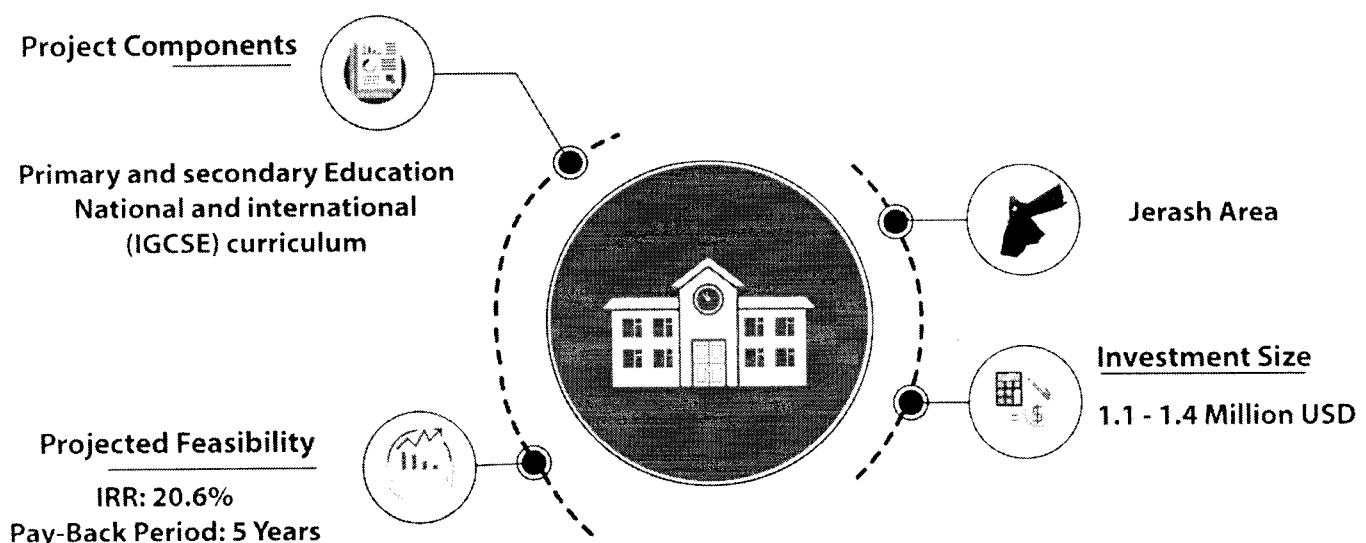 Project Components
Primary and secondary Education
National and international
(IGCSE) curriculum
Projected Feasibility
IRR: 20.6%
Pay-Back Period: 5 Years
Jerash Area
Investment Size
1.1 - 1.4 Million USD